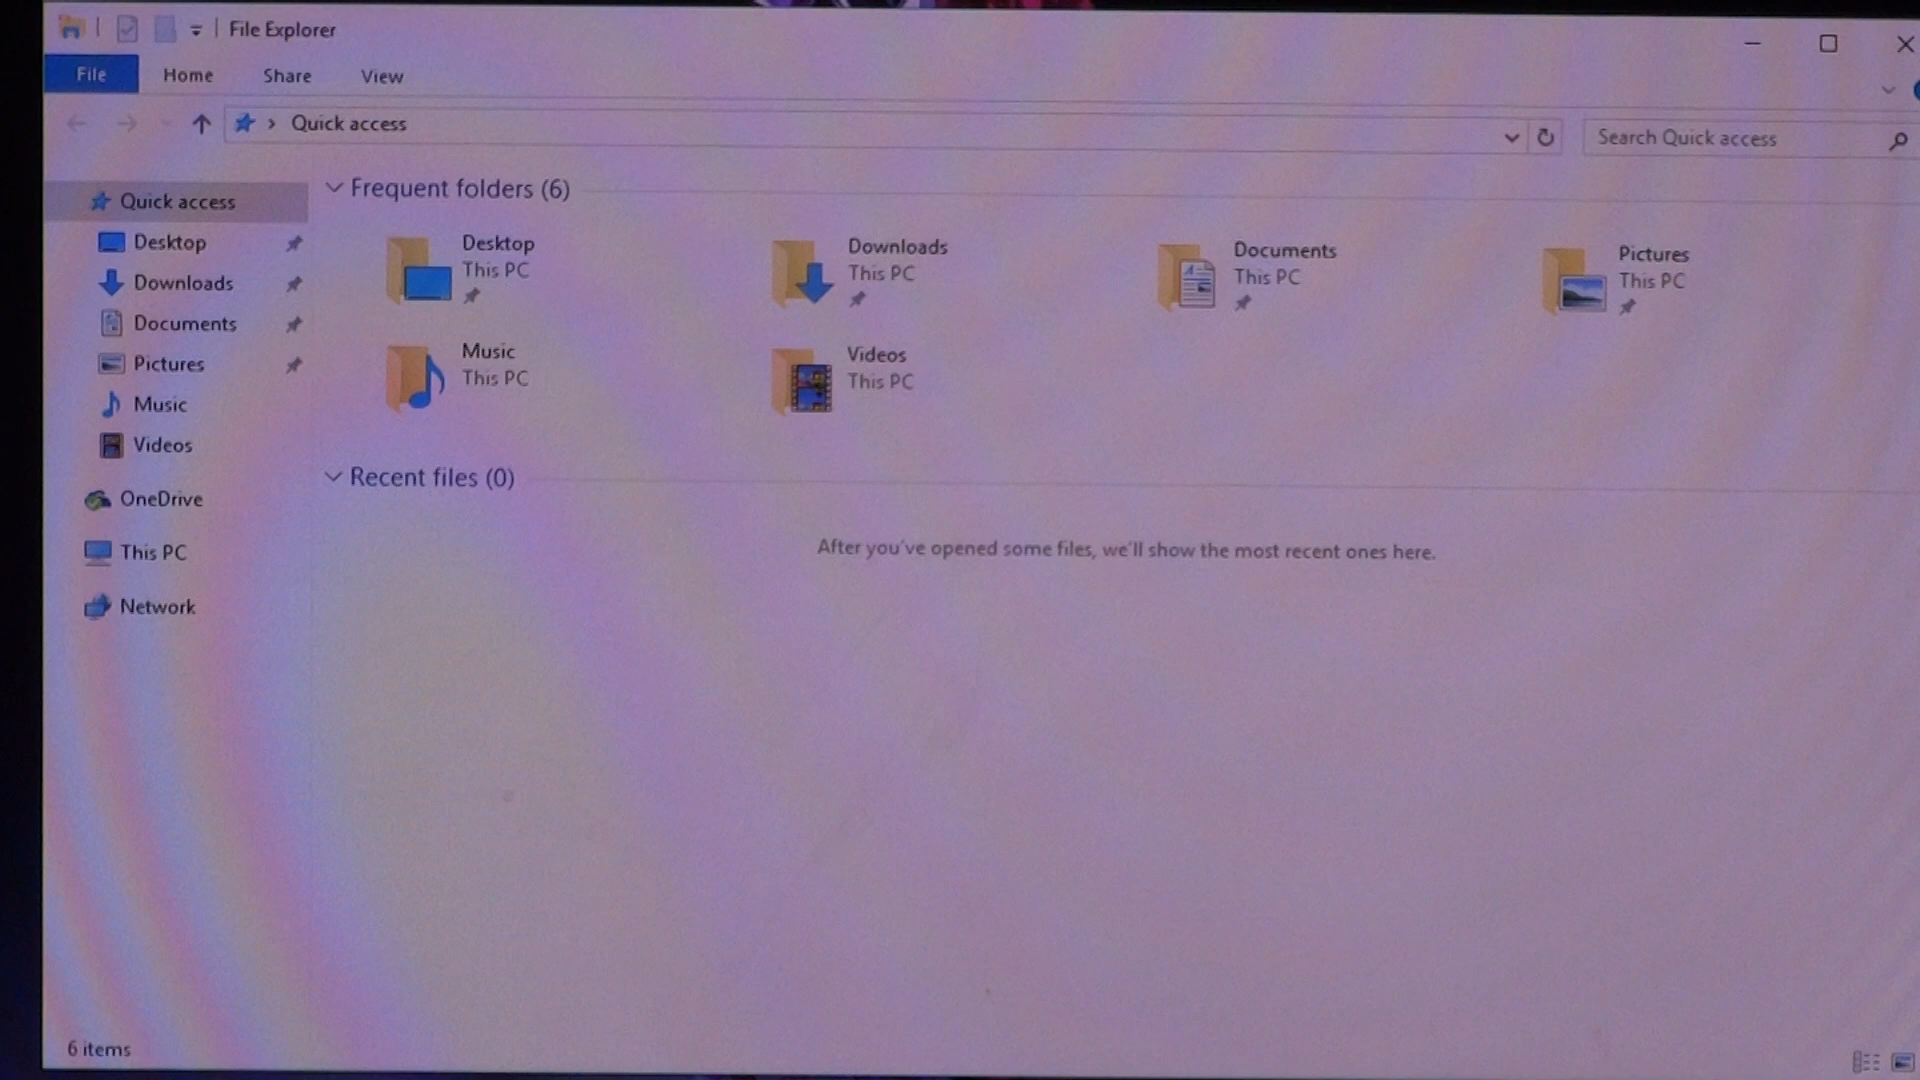 File Explorer
File Home Share View
Quick access
Search Quick access
Quick access
Desktop
Downloads
Documents
Pictures
Music
Videos
OneDrive
This PC
Network
Frequent folders (6)
Desktop
This PC
Downloads
This PC
Documents
This PC
Pictures
This PC
Music
This PC
Videos
This PC
Recent files (0)
After you've opened some files, we'll show the most recent ones here.
6 items